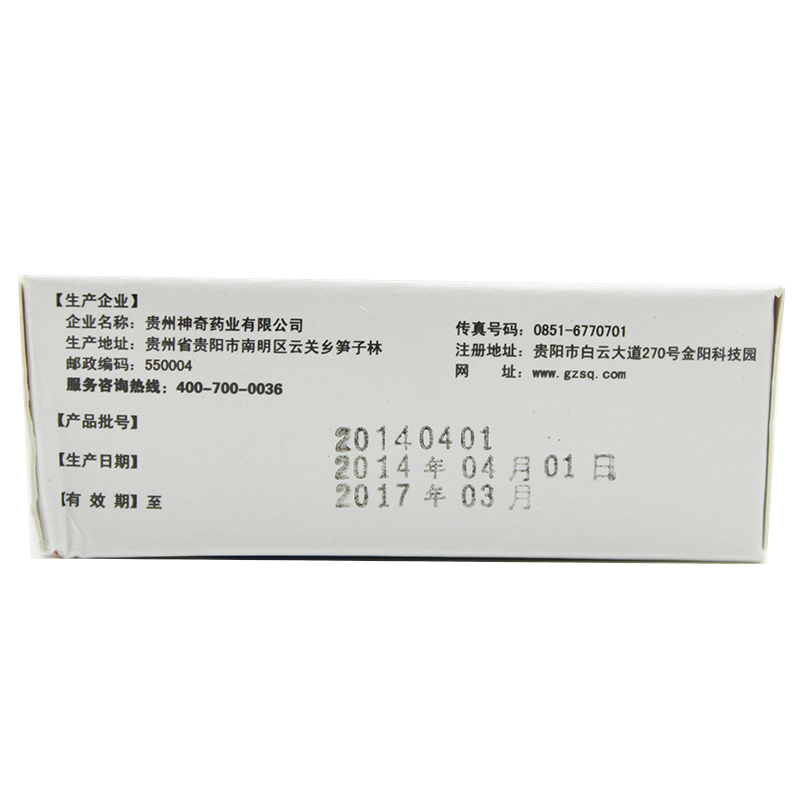 【生产企业】
企业名称：贵州神奇药业有限公司
生产地址：贵州省贵阳市南明区云关乡笋子林
邮政编码：550004
服务咨询热线：400-700-0036
传真号码：0851-6770701
注册地址：贵阳市白云大道270号金阳科技园
网 址：www.gzsq.com
【产品批号】 20140401
【生产日期】 2014年04月01日
【有效期】至 2017年03月